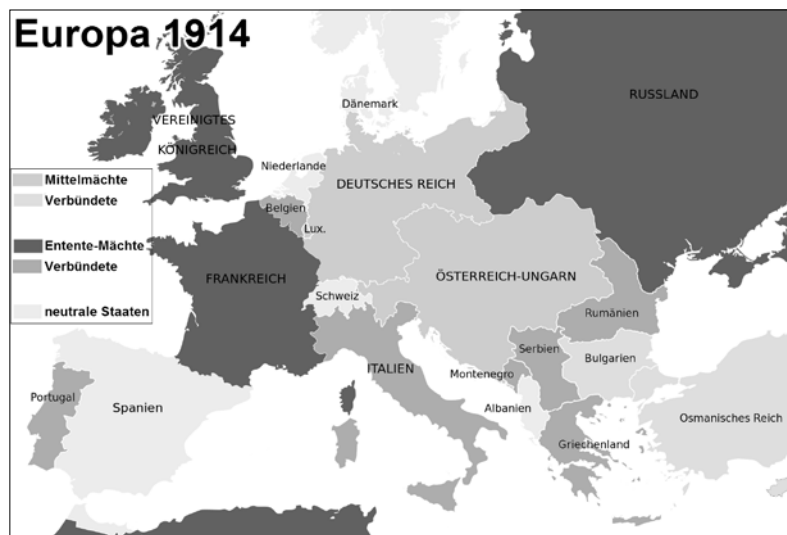 Europa 1914
RUSSLAND
Dänemark
VEREINIGTES
KÖNIGREICH
Niederlande
DEUTSCHES REICH
Mittelmächte
Verbündete
Belgien
Lux.
Entente-Mächte
Verbündete
FRANKREICH
ÖSTERREICH-UNGARN
Schweiz
neutrale Staaten
Rumänien
Serbien
Bulgarien
ITALIEN
Montenegro
Portugal
Spanien
Albanien
Osmanisches Reich
Griechenland